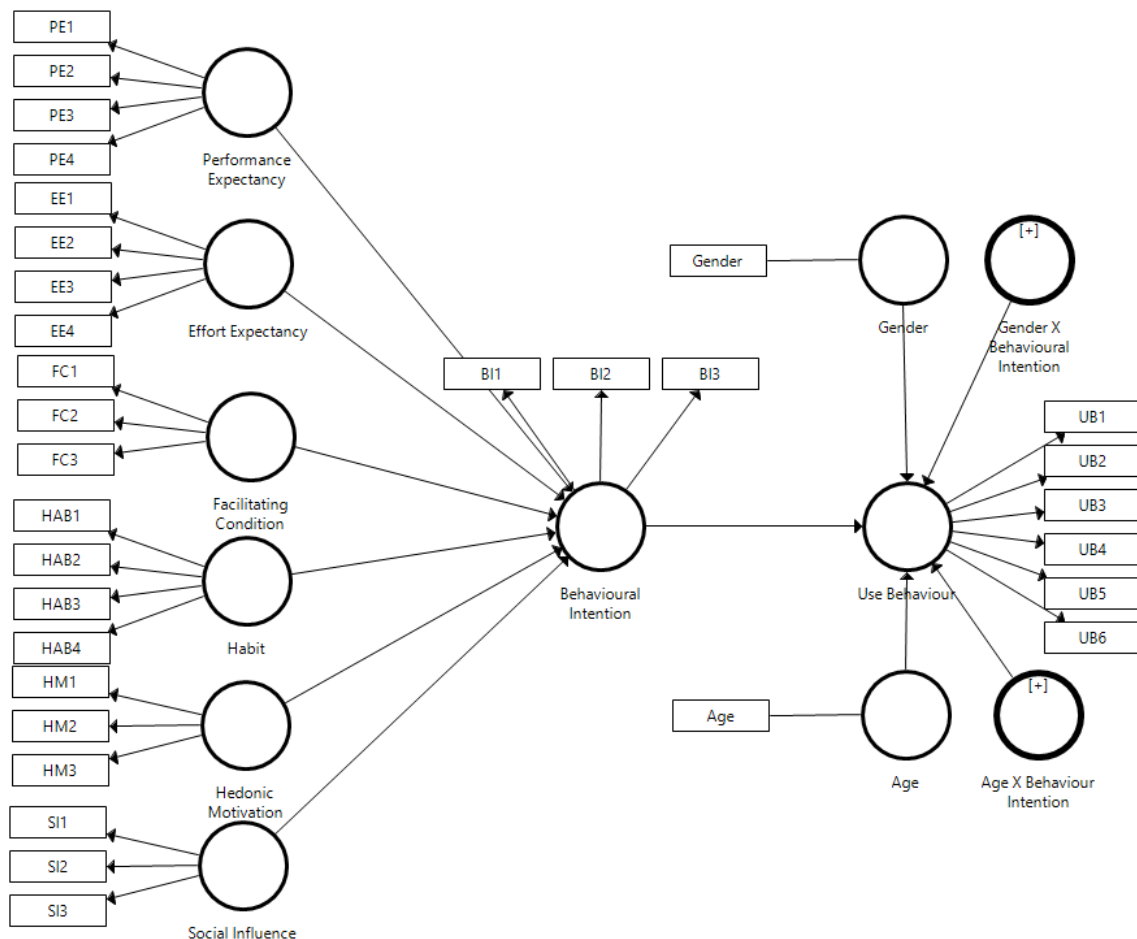 PE1
PE2
PE3
PE4
Performance
Expectancy
EE1
EE2
EE3
EE4
Effort Expectancy
FC1
FC2
FC3
Facilitating
Condition
HAB1
HAB2
HAB3
HAB4
Habit
HM1
HM2
HM3
Hedonic
Motivation
SI1
SI2
SI3
Social Influence
BI1
BI2
BI3
Behavioural
Intention
Gender
Gender
[+]
Gender X
Behavioural
Intention
UB1
UB2
UB3
UB4
UB5
UB6
Use Behaviour
Age
Age
[+]
Age X Behaviour
Intention